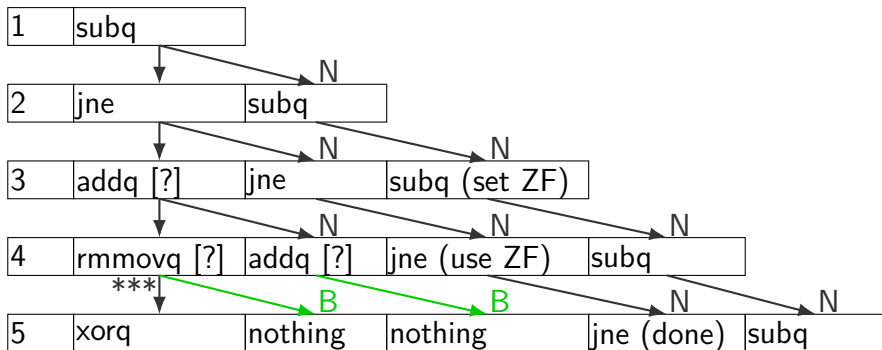 1 subq
N
2 jne subq
N N
3 addq [?] jne subq (set ZF)
N N N
4 rmmovq [?] addq [?] jne (use ZF) subq
*** B B N N
5 xorq nothing nothing jne (done) subq